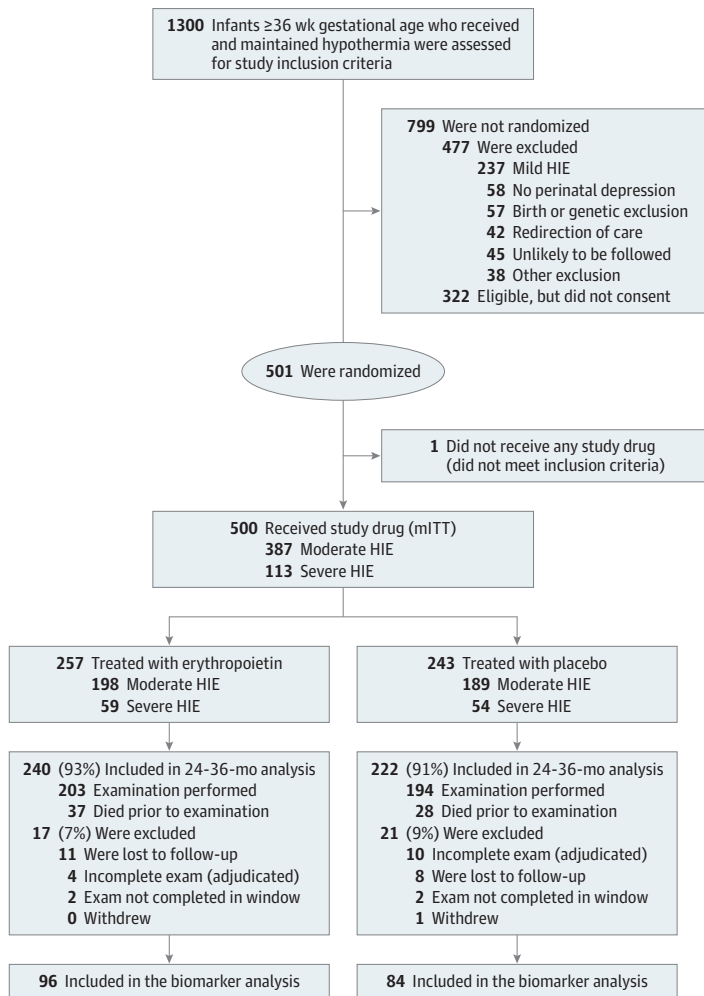 1300 Infants ≥36 wk gestational age who received
and maintained hypothermia were assessed
for study inclusion criteria
799 Were not randomized
477 Were excluded
237 Mild HIE
58 No perinatal depression
57 Birth or genetic exclusion
42 Redirection of care
45 Unlikely to be followed
38 Other exclusion
322 Eligible, but did not consent
501 Were randomized
1 Did not receive any study drug
(did not meet inclusion criteria)
500 Received study drug (mITT)
387 Moderate HIE
113 Severe HIE
257 Treated with erythropoietin
198 Moderate HIE
59 Severe HIE
243 Treated with placebo
189 Moderate HIE
54 Severe HIE
240 (93%) Included in 24-36-mo analysis
203 Examination performed
37 Died prior to examination
17 (7%) Were excluded
11 Were lost to follow-up
4 Incomplete exam (adjudicated)
2 Exam not completed in window
0 Withdrew
222 (91%) Included in 24-36-mo analysis
194 Examination performed
28 Died prior to examination
21 (9%) Were excluded
10 Incomplete exam (adjudicated)
8 Were lost to follow-up
2 Exam not completed in window
1 Withdrew
96 Included in the biomarker analysis
84 Included in the biomarker analysis